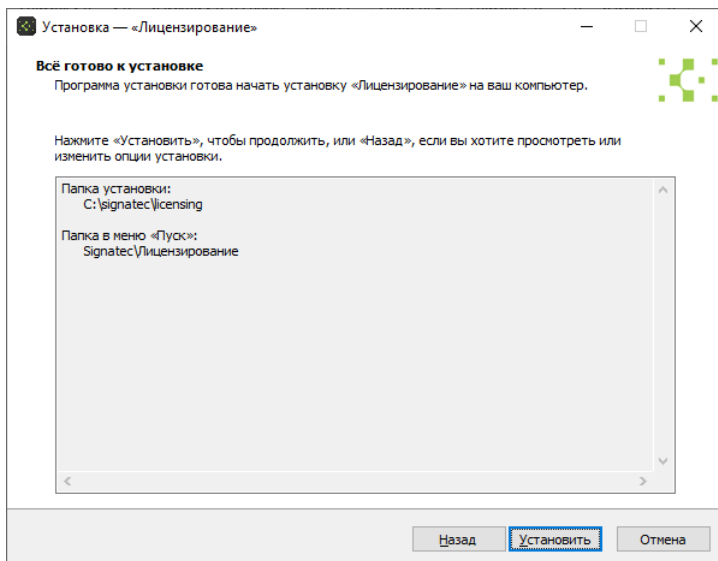 Установка — «Лицензирование»
Всё готово к установке
Программа установки готова начать установку «Лицензирование» на ваш компьютер.
Нажмите «Установить», чтобы продолжить, или «Назад», если вы хотите просмотреть или
изменить опции установки.
Папка установки:
C:\signatec\licensing
Папка в меню «Пуск»:
Signatec\Лицензирование
Назад
Установить
Отмена